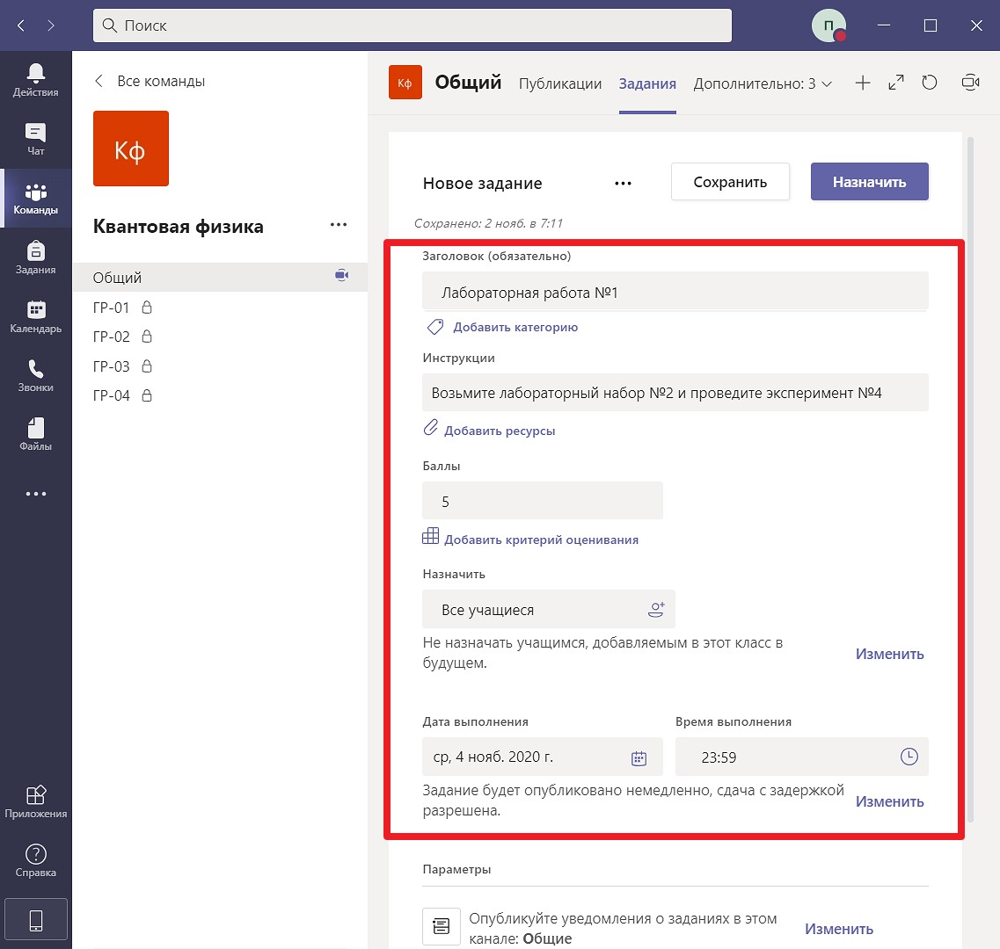 Поиск
П
Действия
Чат
Команды
Задания
Календарь
Звонки
Файлы
Приложения
Справка
Все команды
Кф
Квантовая физика
Общий
ГР-01
ГР-02
ГР-03
ГР-04
Кф Общий Публикации Задания Дополнительно: 3
Новое задание Сохранить Назначить
Сохранено: 2 нояб. в 7:11
Заголовок (обязательно)
Лабораторная работа №1
Добавить категорию
Инструкции
Возьмите лабораторный набор №2 и проведите эксперимент №4
Добавить ресурсы
Баллы
5
Добавить критерий оценивания
Назначить
Все учащиеся
Не назначать учащимся, добавляемым в этот класс в
будущем.
Изменить
Дата выполнения Время выполнения
ср, 4 нояб. 2020 г. 23:59
Задание будет опубликовано немедленно, сдача с задержкой
разрешена.
Изменить
Параметры
Опубликуйте уведомления о заданиях в этом
канале: Общие
Изменить